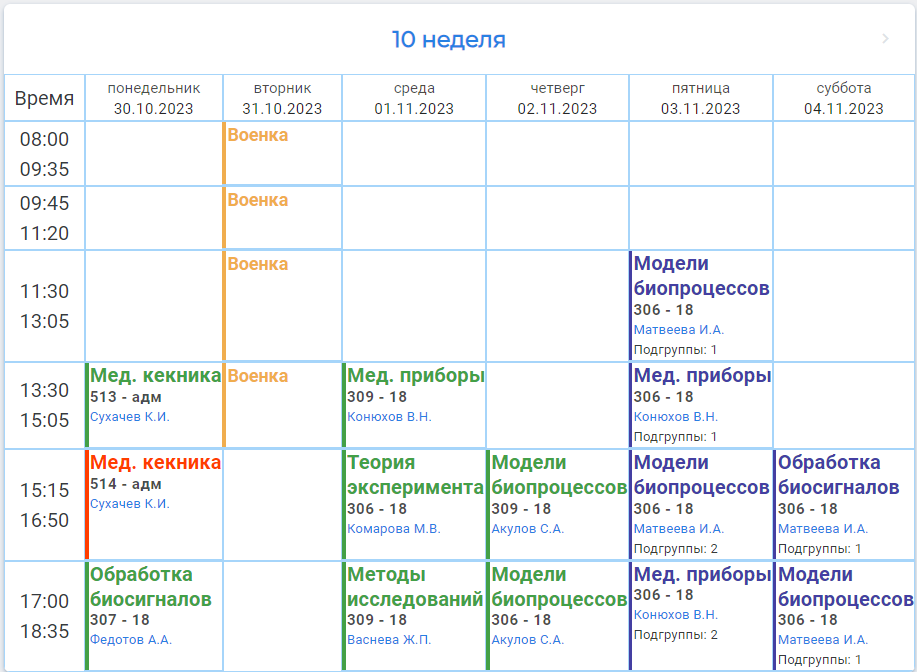 10 неделя
Время
понедельник
30.10.2023
вторник
31.10.2023
среда
01.11.2023
четверг
02.11.2023
пятница
03.11.2023
суббота
04.11.2023
08:00
09:35
Военка
09:45
11:20
Военка
11:30
13:05
Военка
Модели
биопроцессов
306 - 18
Матвеева И.А.
Подгруппы: 1
13:30
15:05
Мед. кекника
513 - адм
Сухачев К.И.
Военка
Мед. приборы
309 - 18
Конюхов В.Н.
Мед. приборы
306 - 18
Конюхов В.Н.
Подгруппы: 1
15:15
16:50
Мед. кекника
514 - адм
Сухачев К.И.
Теория
эксперимента
306 - 18
Комарова М.В.
Модели
биопроцессов
309 - 18
Акулов С.А.
Модели
биопроцессов
306 - 18
Матвеева И.А.
Подгруппы: 2
Обработка
биосигналов
306 - 18
Матвеева И.А.
Подгруппы: 1
17:00
18:35
Обработка
биосигналов
307 - 18
Федотов А.А.
Методы
исследований
309 - 18
Васнева Ж.П.
Модели
биопроцессов
306 - 18
Акулов С.А.
Мед. приборы
306 - 18
Конюхов В.Н.
Подгруппы: 2
Модели
биопроцессов
306 - 18
Матвеева И.А.
Подгруппы: 1